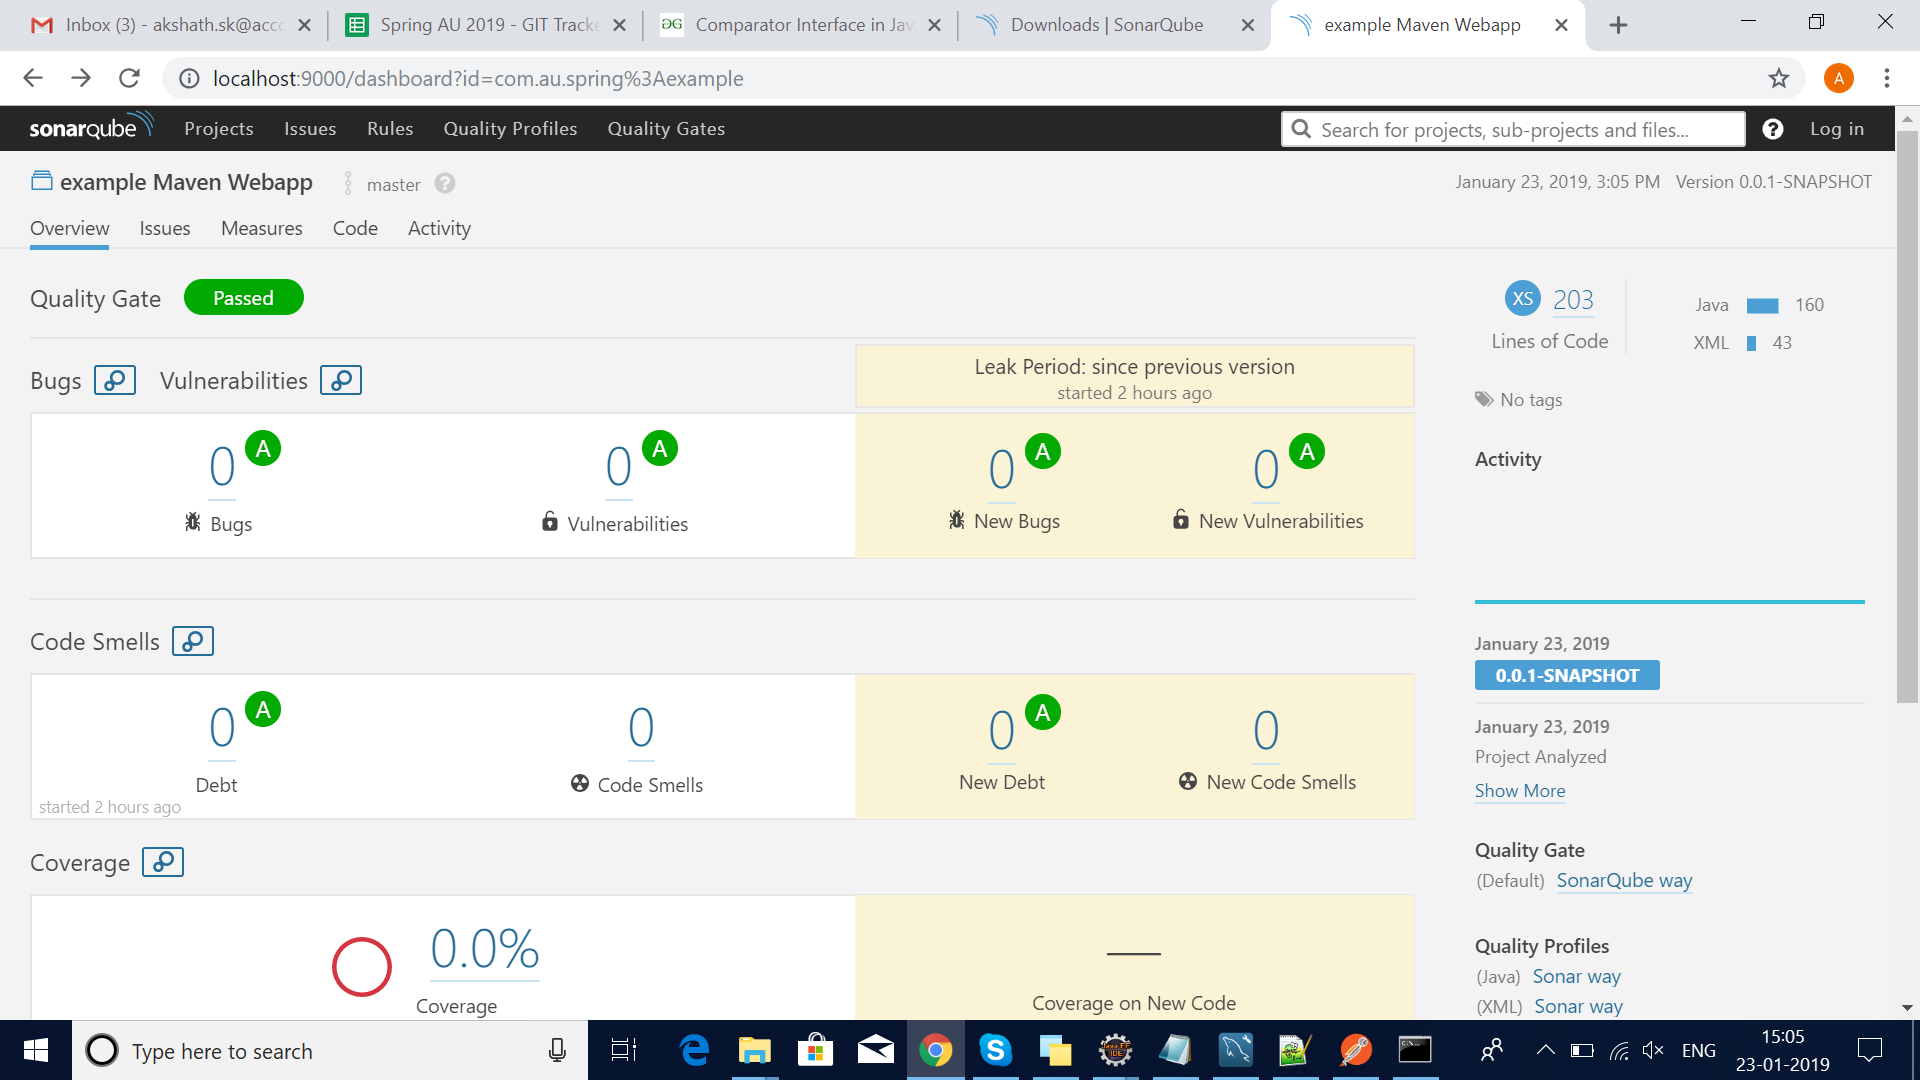 Inbox (3) - akshath.sk@acco
Spring AU 2019 - GIT Tracke
GG
Comparator Interface in Jav
Downloads | SonarQube
example Maven Webapp
localhost:9000/dashboard?id=com.au.spring%3Aexample
A
sonarqube
Projects
Issues
Rules
Quality Profiles
Quality Gates
Search for projects, sub-projects and files...
?
Log in
example Maven Webapp
master
?
January 23, 2019, 3:05 PM
Version 0.0.1-SNAPSHOT
Overview
Issues
Measures
Code
Activity
Quality Gate
Passed
Bugs
Vulnerabilities
Leak Period: since previous version
started 2 hours ago
0 A
Bugs
0 A
Vulnerabilities
0 A
New Bugs
0 A
New Vulnerabilities
Code Smells
0 A
Debt
started 2 hours ago
0
Code Smells
0 A
New Debt
0
New Code Smells
Coverage
0.0%
Coverage
—
Coverage on New Code
XS 203
Lines of Code
Java 160
XML 43
No tags
Activity
January 23, 2019
0.0.1-SNAPSHOT
January 23, 2019
Project Analyzed
Show More
Quality Gate
(Default) SonarQube way
Quality Profiles
(Java) Sonar way
(XML) Sonar way
Type here to search
Java EE
IDE
ENG
15:05
23-01-2019